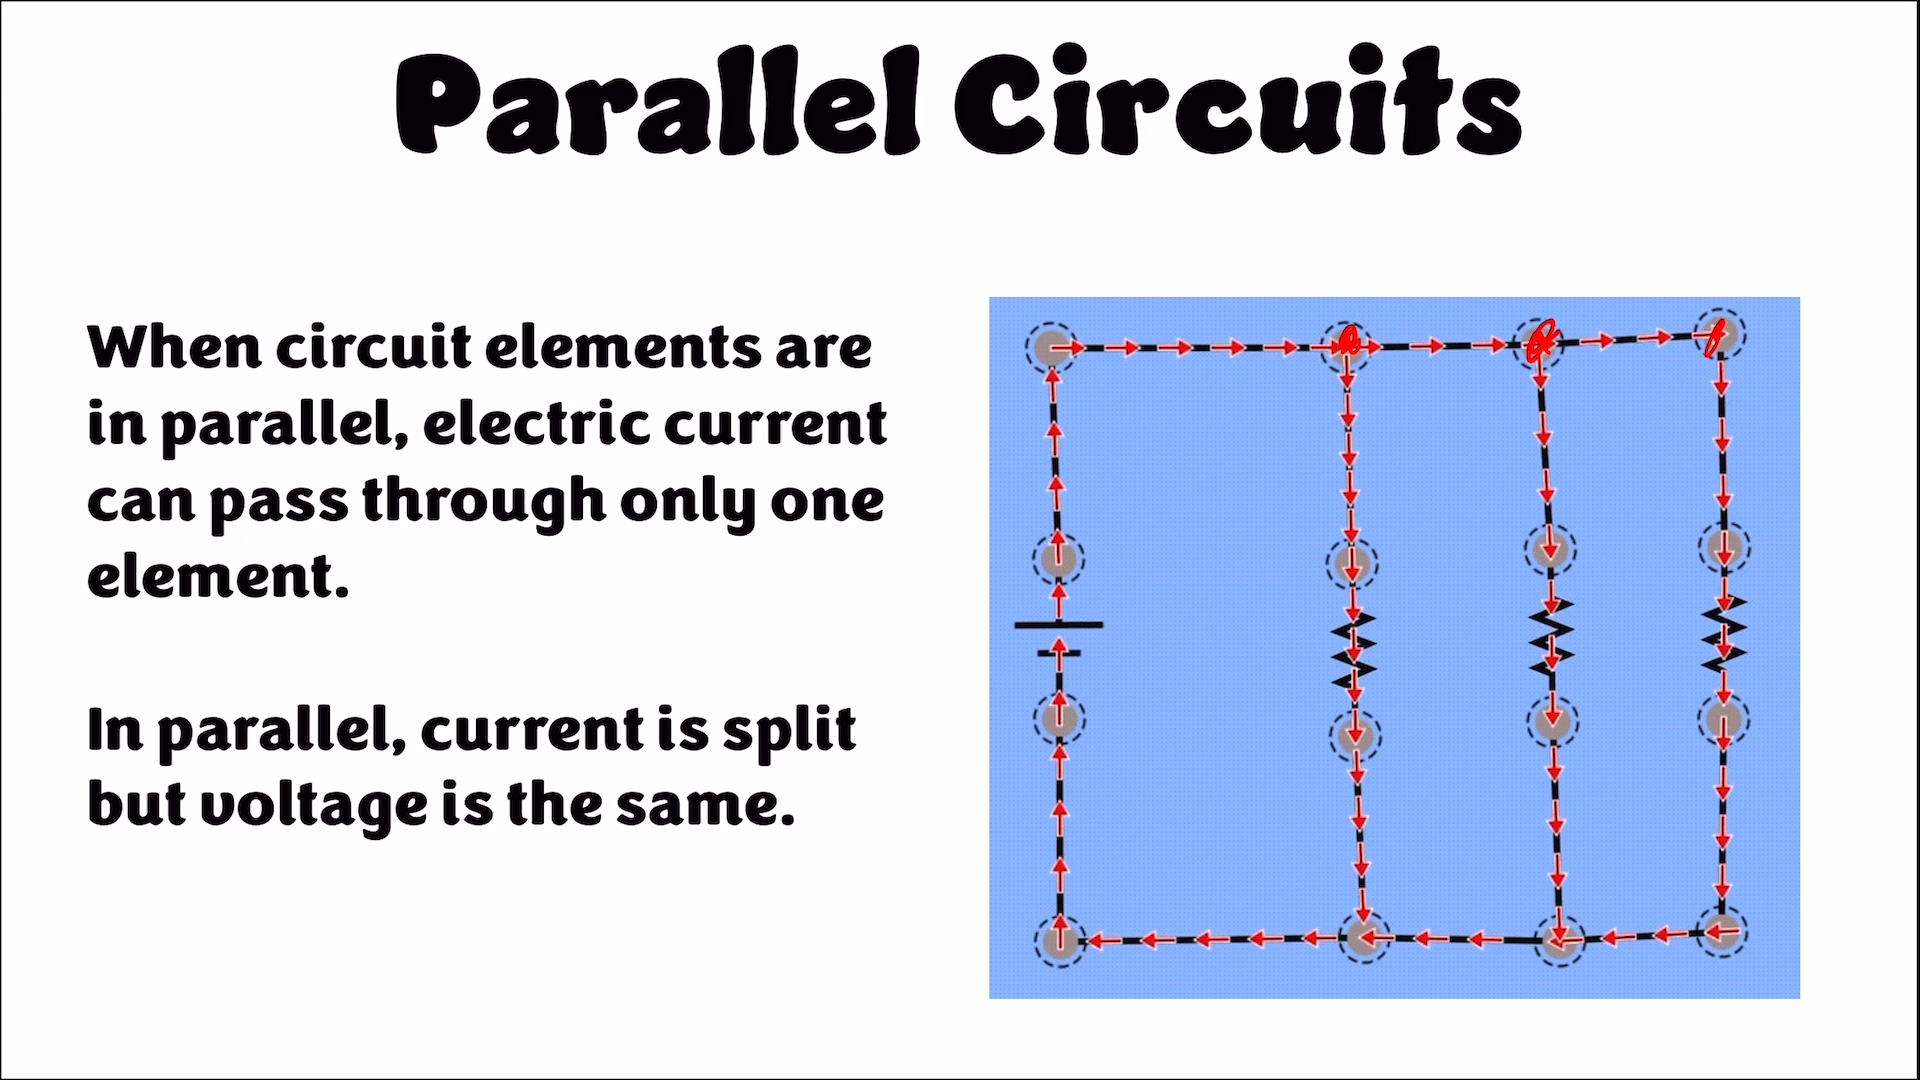 Parallel Circuits
When circuit elements are
in parallel, electric current
can pass through only one
element.
In parallel, current is split
but voltage is the same.